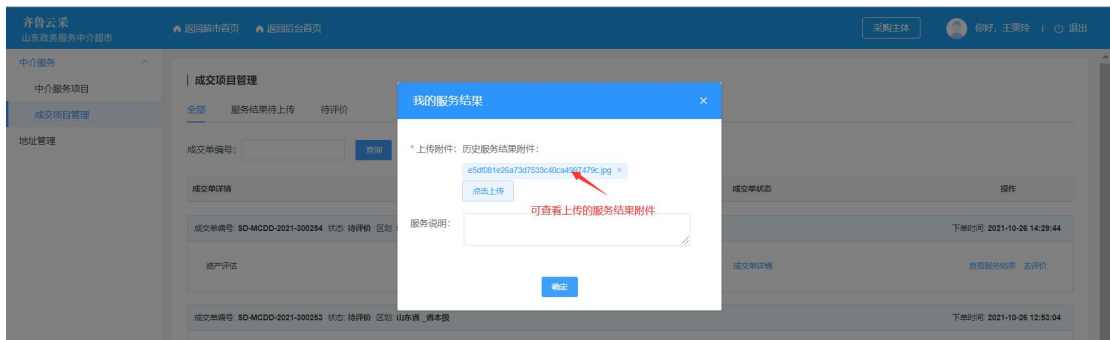 齐鲁云采
山东政务服务中介超市
返回超市首页 返回后台首页
采购主体 你好，王雯玲 | 退出
中介服务
中介服务项目
成交项目管理
地址管理
成交项目管理
全部 服务结果待上传 待评价
成交单编号： 查询
成交单详情 成交单状态 操作
成交单编号: SD-MCDD-2021-300254 状态: 待评价 区划: 下单时间: 2021-10-26 14:29:44
资产评估 成交单详情 查看服务结果 去评价
成交单编号: SD-MCDD-2021-300253 状态: 待评价 区划: 山东省_省本级 下单时间: 2021-10-26 12:53:04
我的服务结果 ×
* 上传附件： 历史服务结果附件：
e5df081e26a73d7533c40ca4997479c.jpg ×
点击上传
可查看上传的服务结果附件
服务说明：
确定